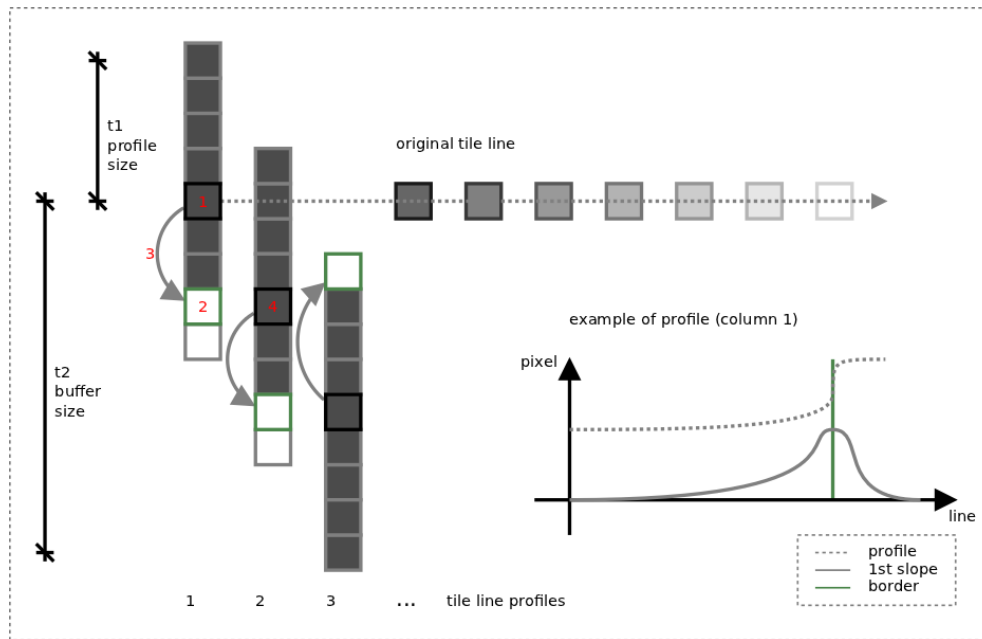 t1
profile
size
original tile line
1
3
2
4
t2
buffer
size
example of profile (column 1)
pixel
line
profile
1st slope
border
1 2 3 ... tile line profiles